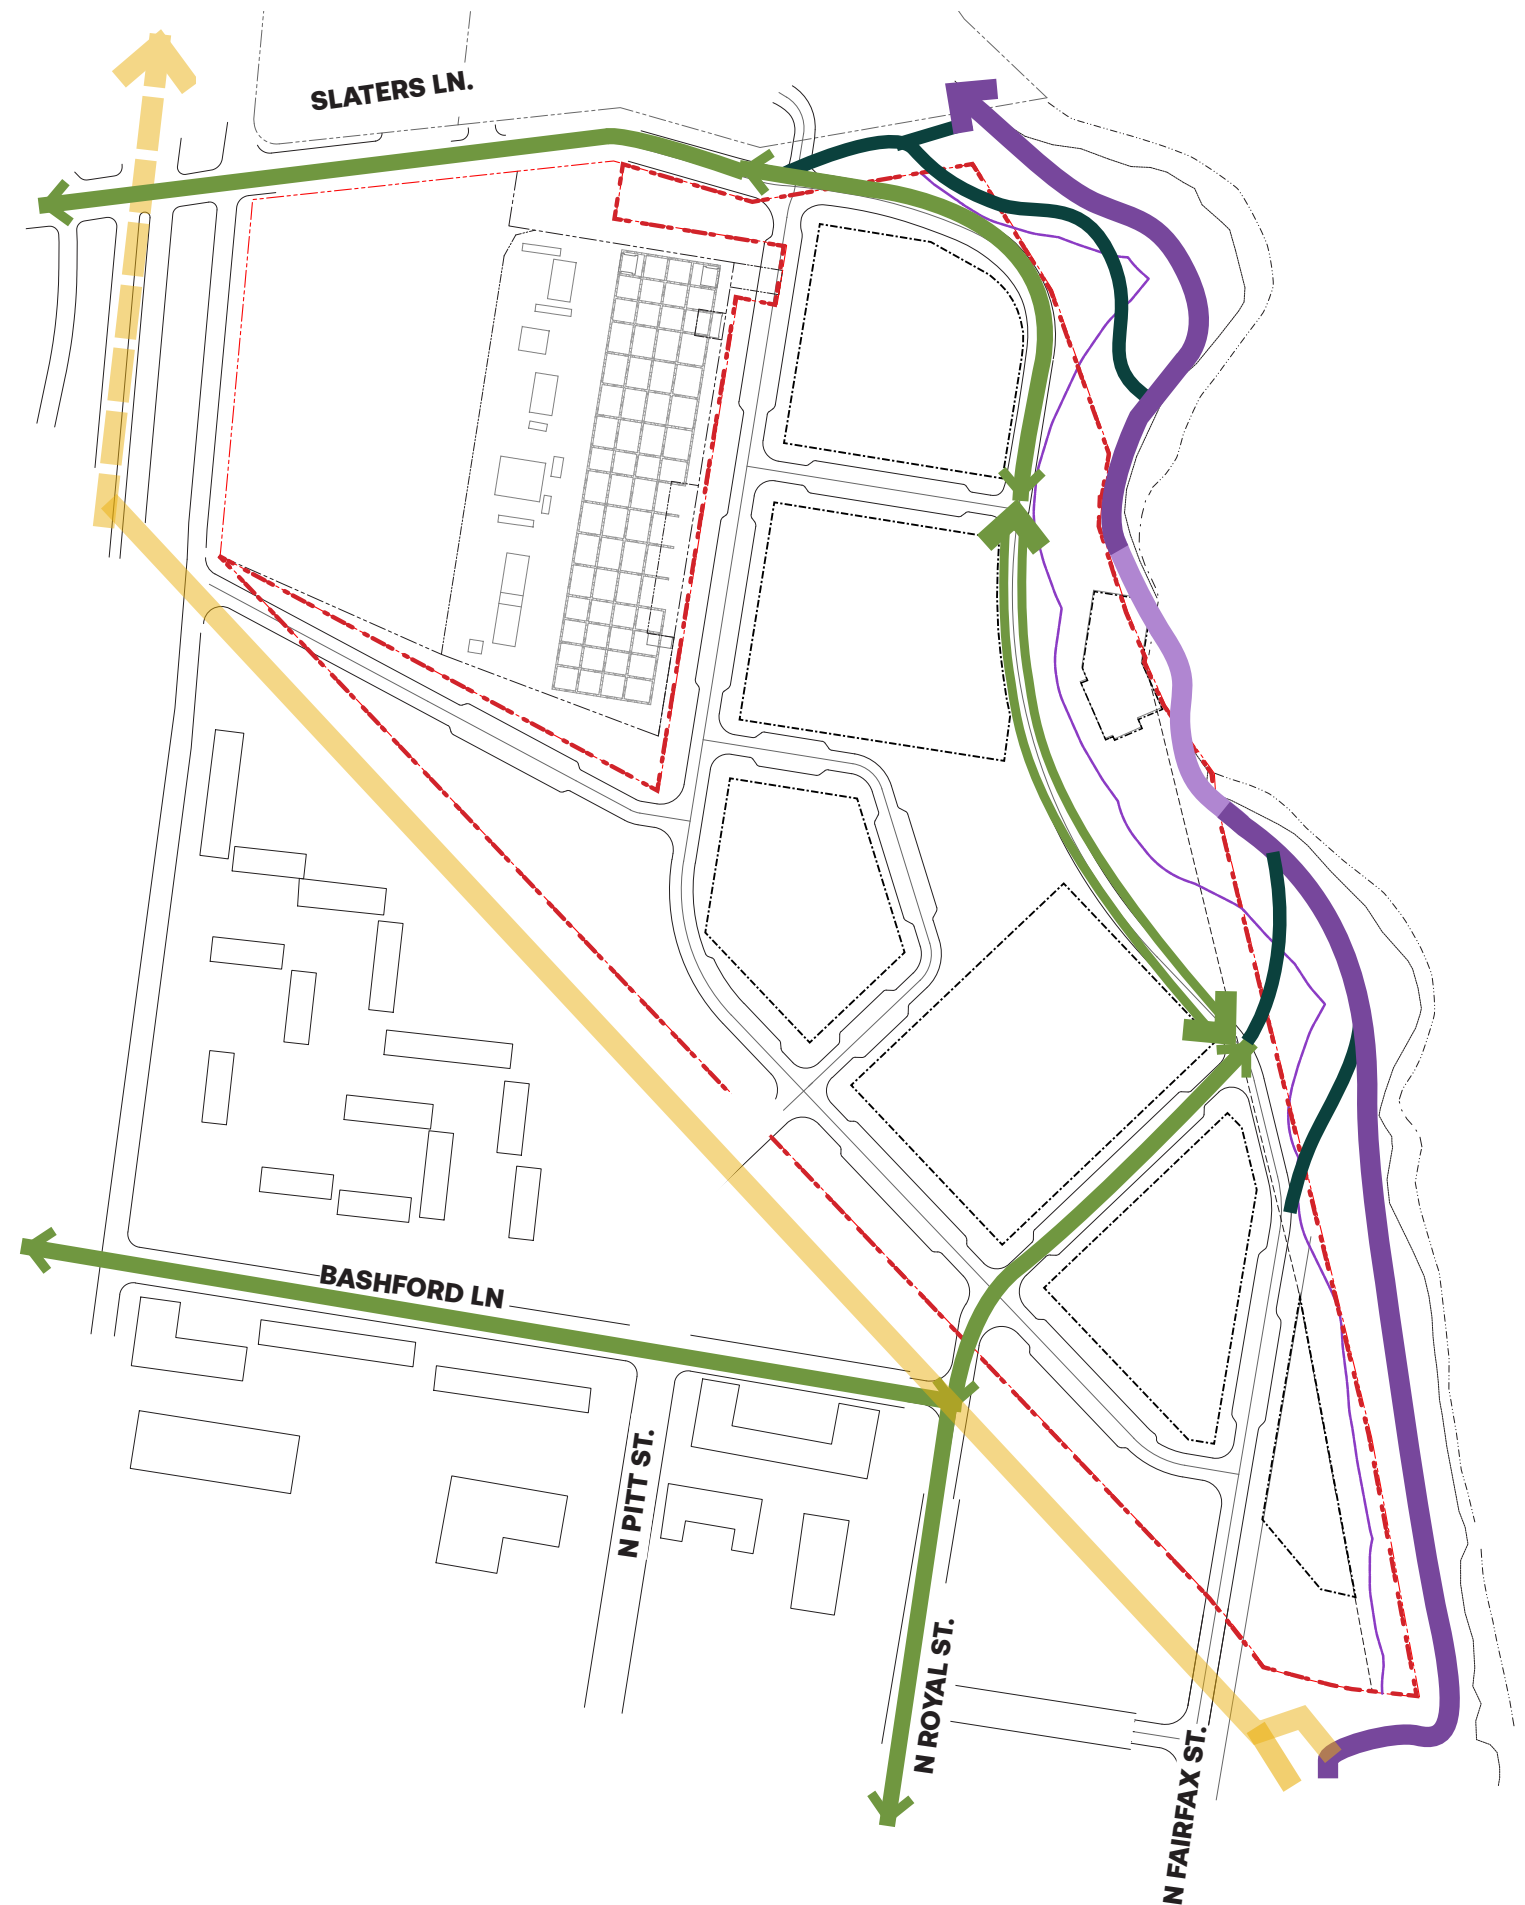 SLATERS LN.
BASHFORD LN
N PITT ST.
N ROYAL ST.
N FAIRFAX ST.